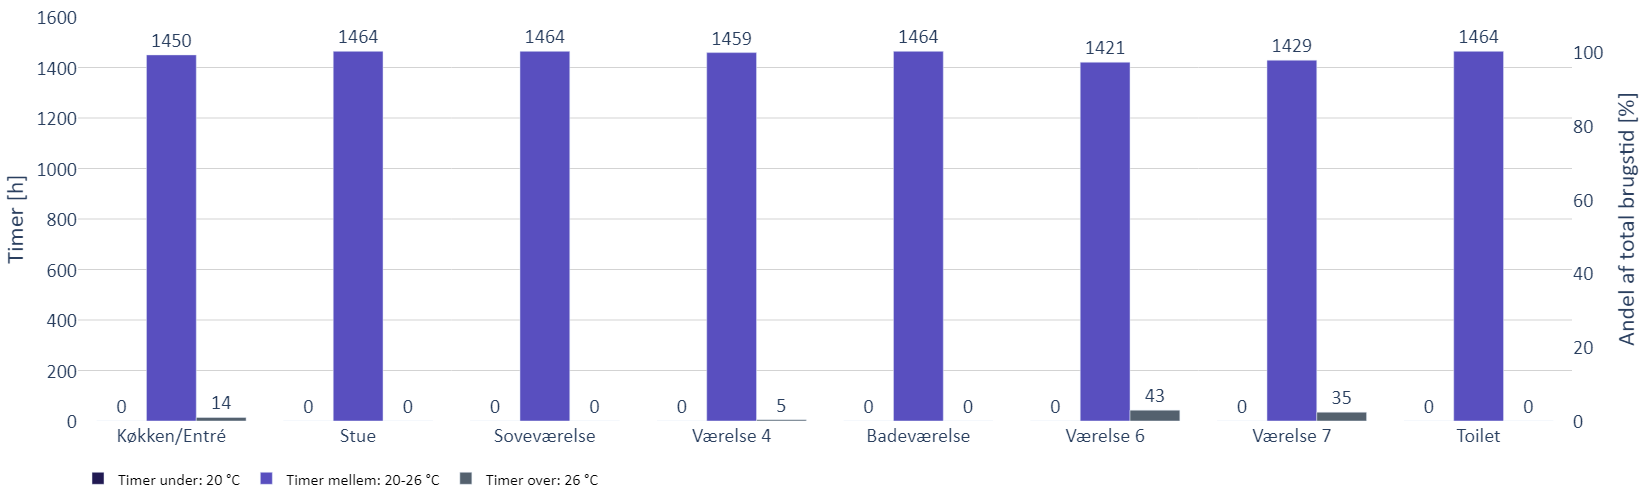 Timer [h]
1600
1400
1200
1000
800
600
400
200
0
1450 1464 1464 1459 1464 1421 1429 1464
0 14 0 0 0 0 0 5 0 0 0 43 0 35 0 0
Køkken/Entré Stue Soveværelse Værelse 4 Badeværelse Værelse 6 Værelse 7 Toilet
100
80
60
40
20
0
Andel af total brugstid [%]
Timer under: 20 °C Timer mellem: 20-26 °C Timer over: 26 °C